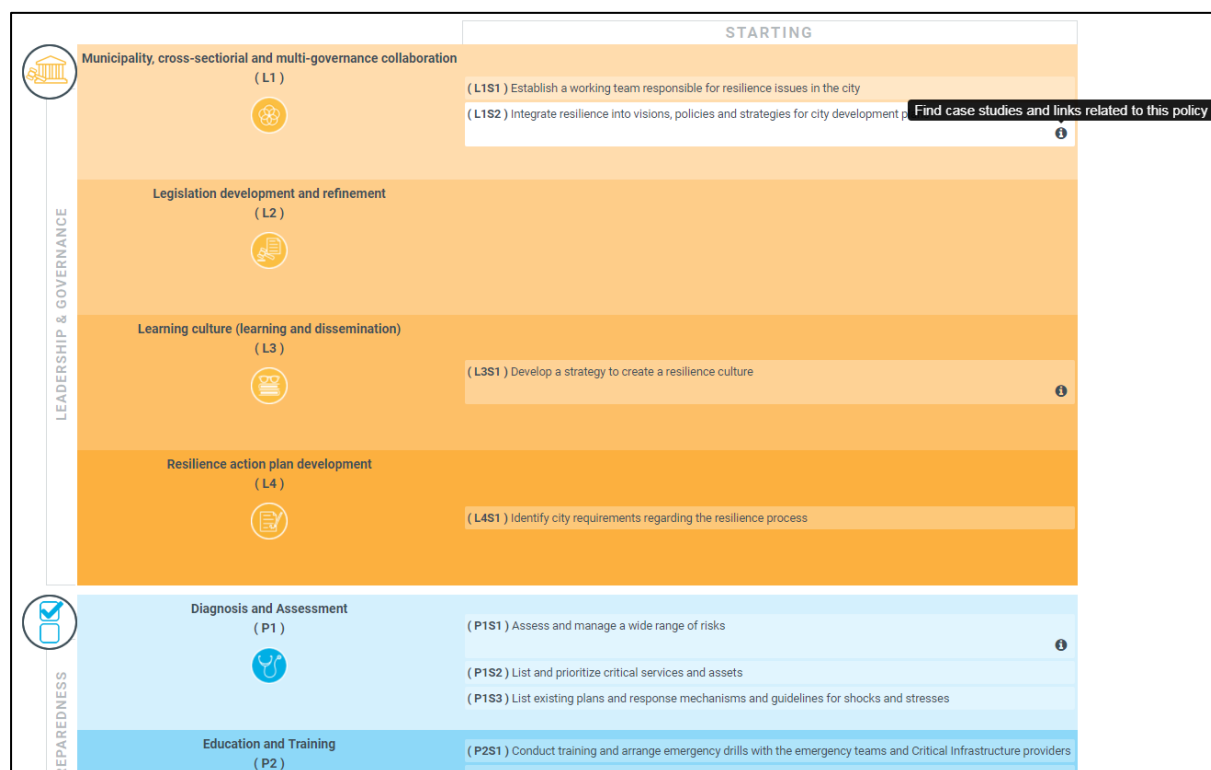 STARTING
Municipality, cross-sectiorial and multi-governance collaboration
( L1 )
( L1S1 ) Establish a working team responsible for resilience issues in the city
( L1S2 ) Integrate resilience into visions, policies and strategies for city development p
Find case studies and links related to this policy
LEADERSHIP & GOVERNANCE
Legislation development and refinement
( L2 )
Learning culture (learning and dissemination)
( L3 )
( L3S1 ) Develop a strategy to create a resilience culture
Resilience action plan development
( L4 )
( L4S1 ) Identify city requirements regarding the resilience process
REPAREDNESS
Diagnosis and Assessment
( P1 )
( P1S1 ) Assess and manage a wide range of risks
( P1S2 ) List and prioritize critical services and assets
( P1S3 ) List existing plans and response mechanisms and guidelines for shocks and stresses
Education and Training
( P2 )
( P2S1 ) Conduct training and arrange emergency drills with the emergency teams and Critical Infrastructure providers